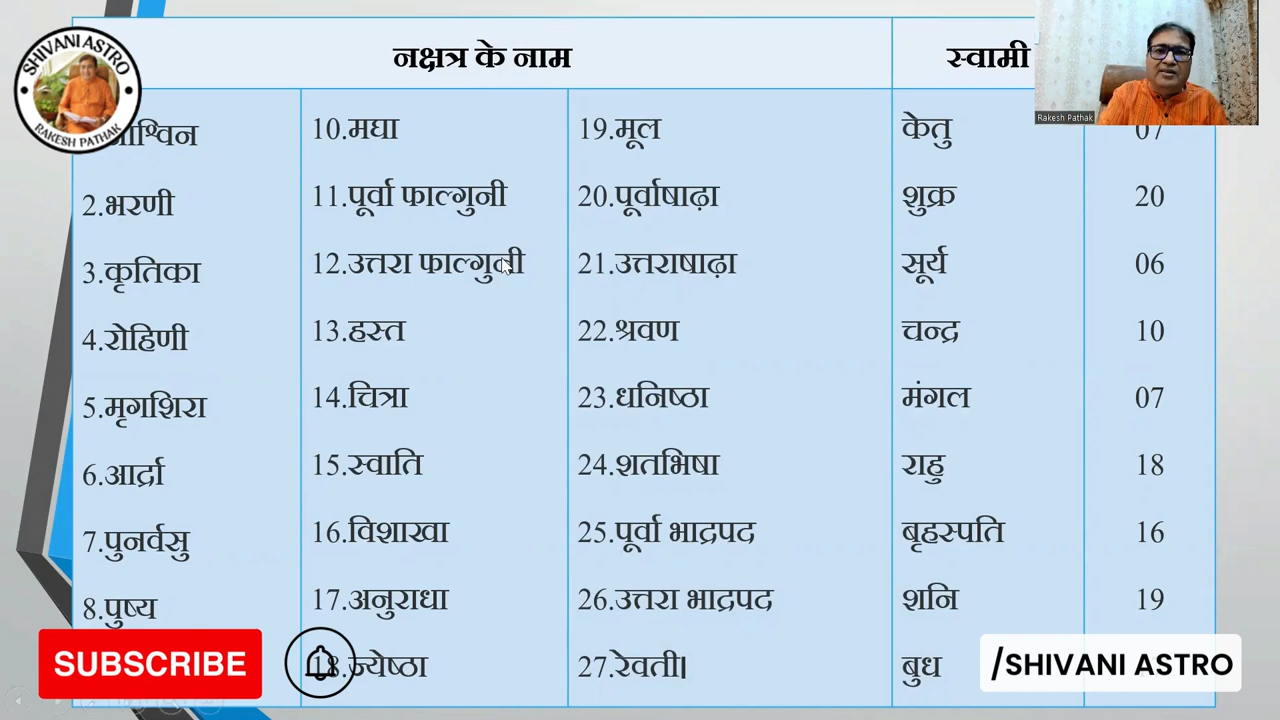 SHIVANI ASTRO
RAKESH PATHAK
नक्षत्र के नाम
स्वामी
Rakesh Pathak
10.मघा
19.मूल
केतु
07
2.भरणी
11.पूर्वा फाल्गुनी
20.पूर्वाषाढ़ा
शुक्र
20
3.कृतिका
12.उत्तरा फाल्गुनी
21.उत्तराषाढ़ा
सूर्य
06
4.रोहिणी
13.हस्त
22.श्रवण
चन्द्र
10
5.मृगशिरा
14.चित्रा
23.धनिष्ठा
मंगल
07
6.आर्द्रा
15.स्वाति
24.शतभिषा
राहु
18
7.पुनर्वसु
16.विशाखा
25.पूर्वा भाद्रपद
बृहस्पति
16
8.पुष्य
17.अनुराधा
26.उत्तरा भाद्रपद
शनि
19
18.ज्येष्ठा
27.रेवती।
बुध
SUBSCRIBE
/SHIVANI ASTRO